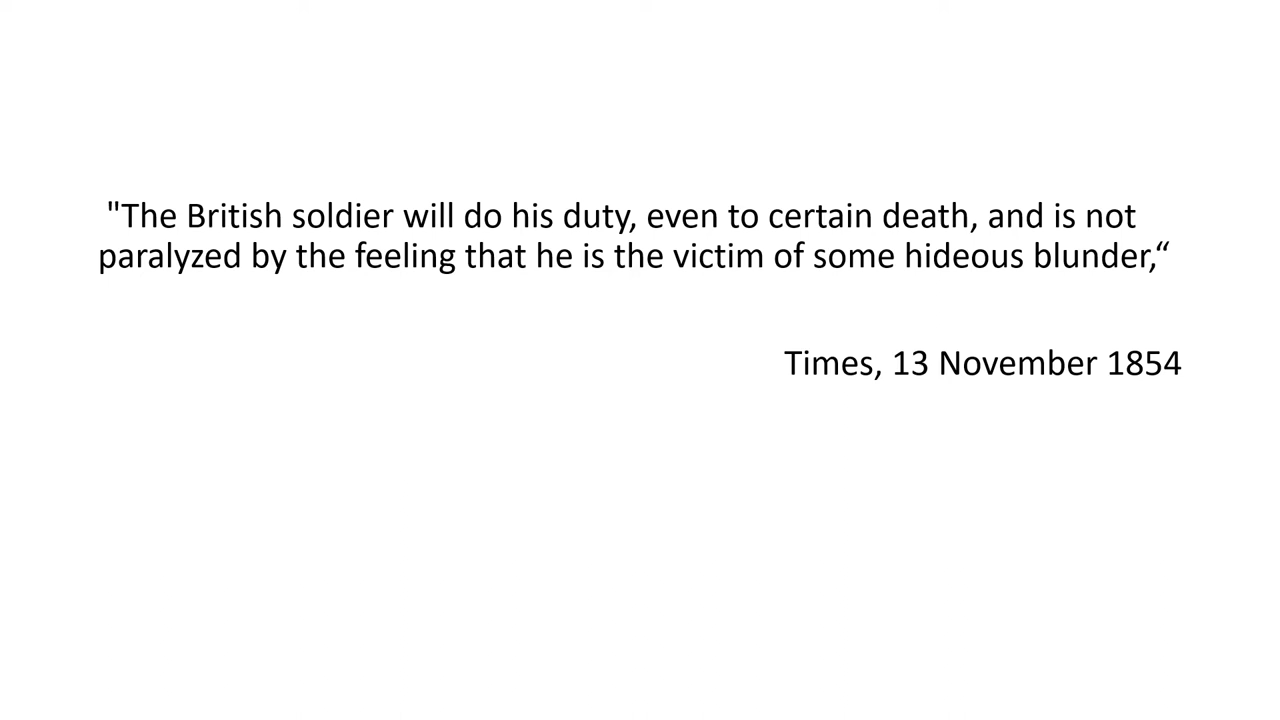 "The British soldier will do his duty, even to certain death, and is not
paralyzed by the feeling that he is the victim of some hideous blunder,“
Times, 13 November 1854